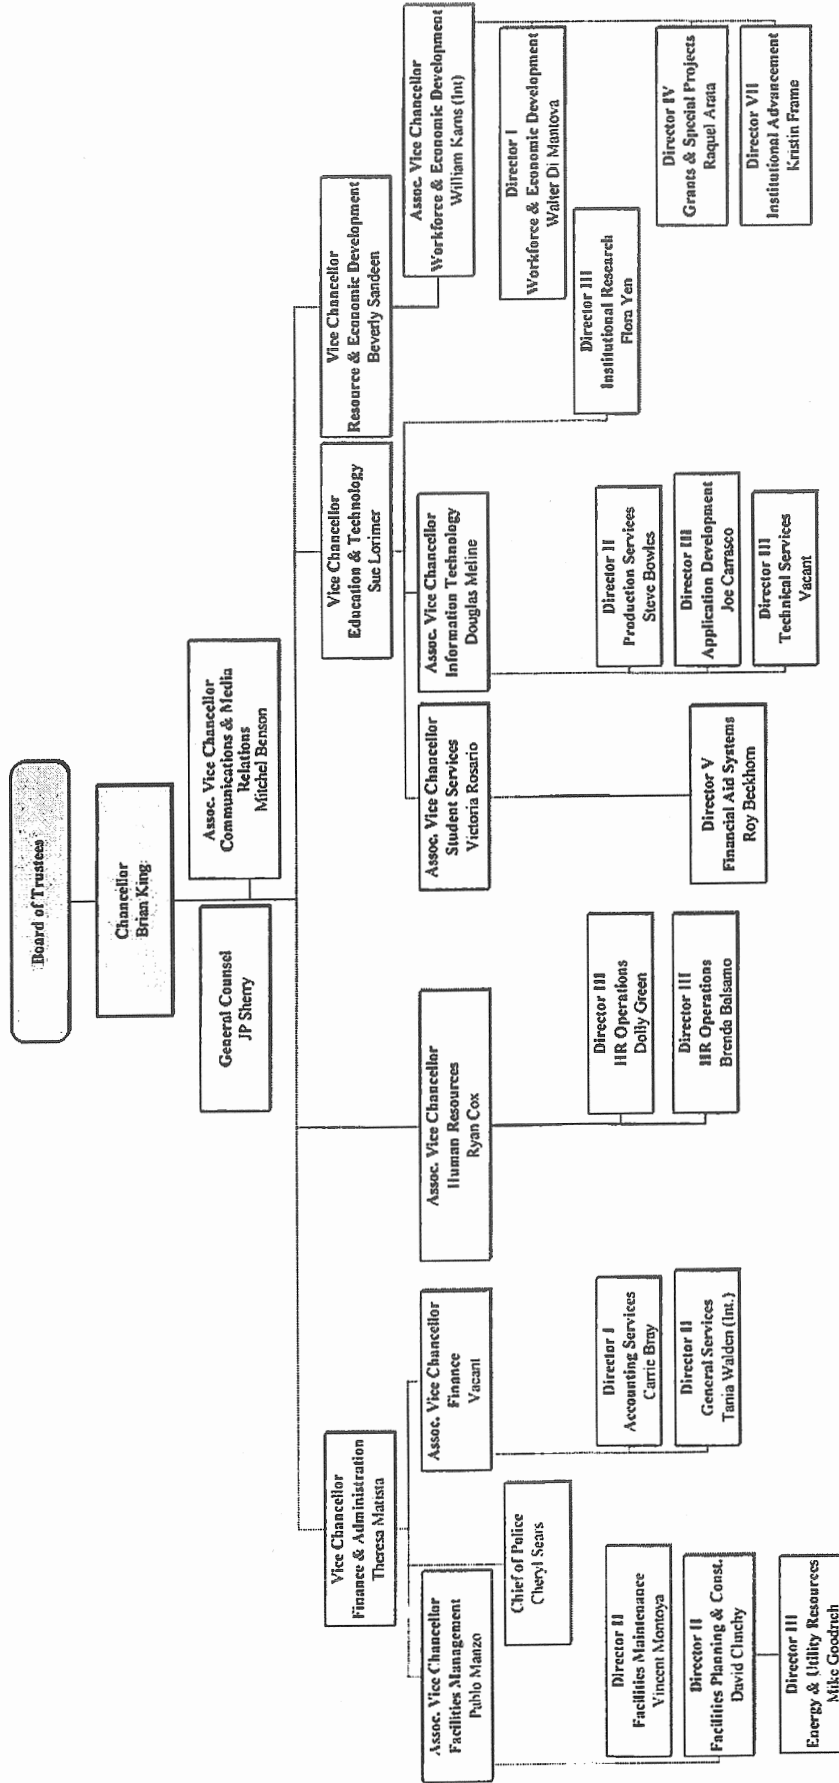 Board of Trustees
Chancellor
Brian King
General Counsel
JP Sherry
Assoc. Vice Chancellor
Communications & Media
Relations
Mitchel Benson
Vice Chancellor
Finance & Administration
Theresa Matista
Vice Chancellor
Education & Technology
Sue Lorimer
Vice Chancellor
Resource & Economic Development
Beverly Sandeen
Assoc. Vice Chancellor
Facilities Management
Pablo Manzo
Chief of Police
Cheryl Sears
Director II
Facilities Maintenance
Vincent Montoya
Director II
Facilities Planning & Const.
David Clinchy
Director III
Energy & Utility Resources
Mike Goodrich
Assoc. Vice Chancellor
Finance
Vacant
Director I
Accounting Services
Carrie Bray
Director II
General Services
Tania Walden (Int.)
Assoc. Vice Chancellor
Human Resources
Ryan Cox
Director III
HR Operations
Dolly Green
Director III
HR Operations
Brenda Balsamo
Assoc. Vice Chancellor
Student Services
Victoria Rosario
Director V
Financial Aid Systems
Roy Beckhorn
Assoc. Vice Chancellor
Information Technology
Douglas Meline
Director II
Production Services
Steve Bowles
Director III
Application Development
Joe Carrasco
Director III
Technical Services
Vacant
Director III
Institutional Research
Flora Yen
Assoc. Vice Chancellor
Workforce & Economic Development
William Karns (Int)
Director I
Workforce & Economic Development
Walter Di Mantova
Director IV
Grants & Special Projects
Raquel Arata
Director VII
Institutional Advancement
Kristin Frame